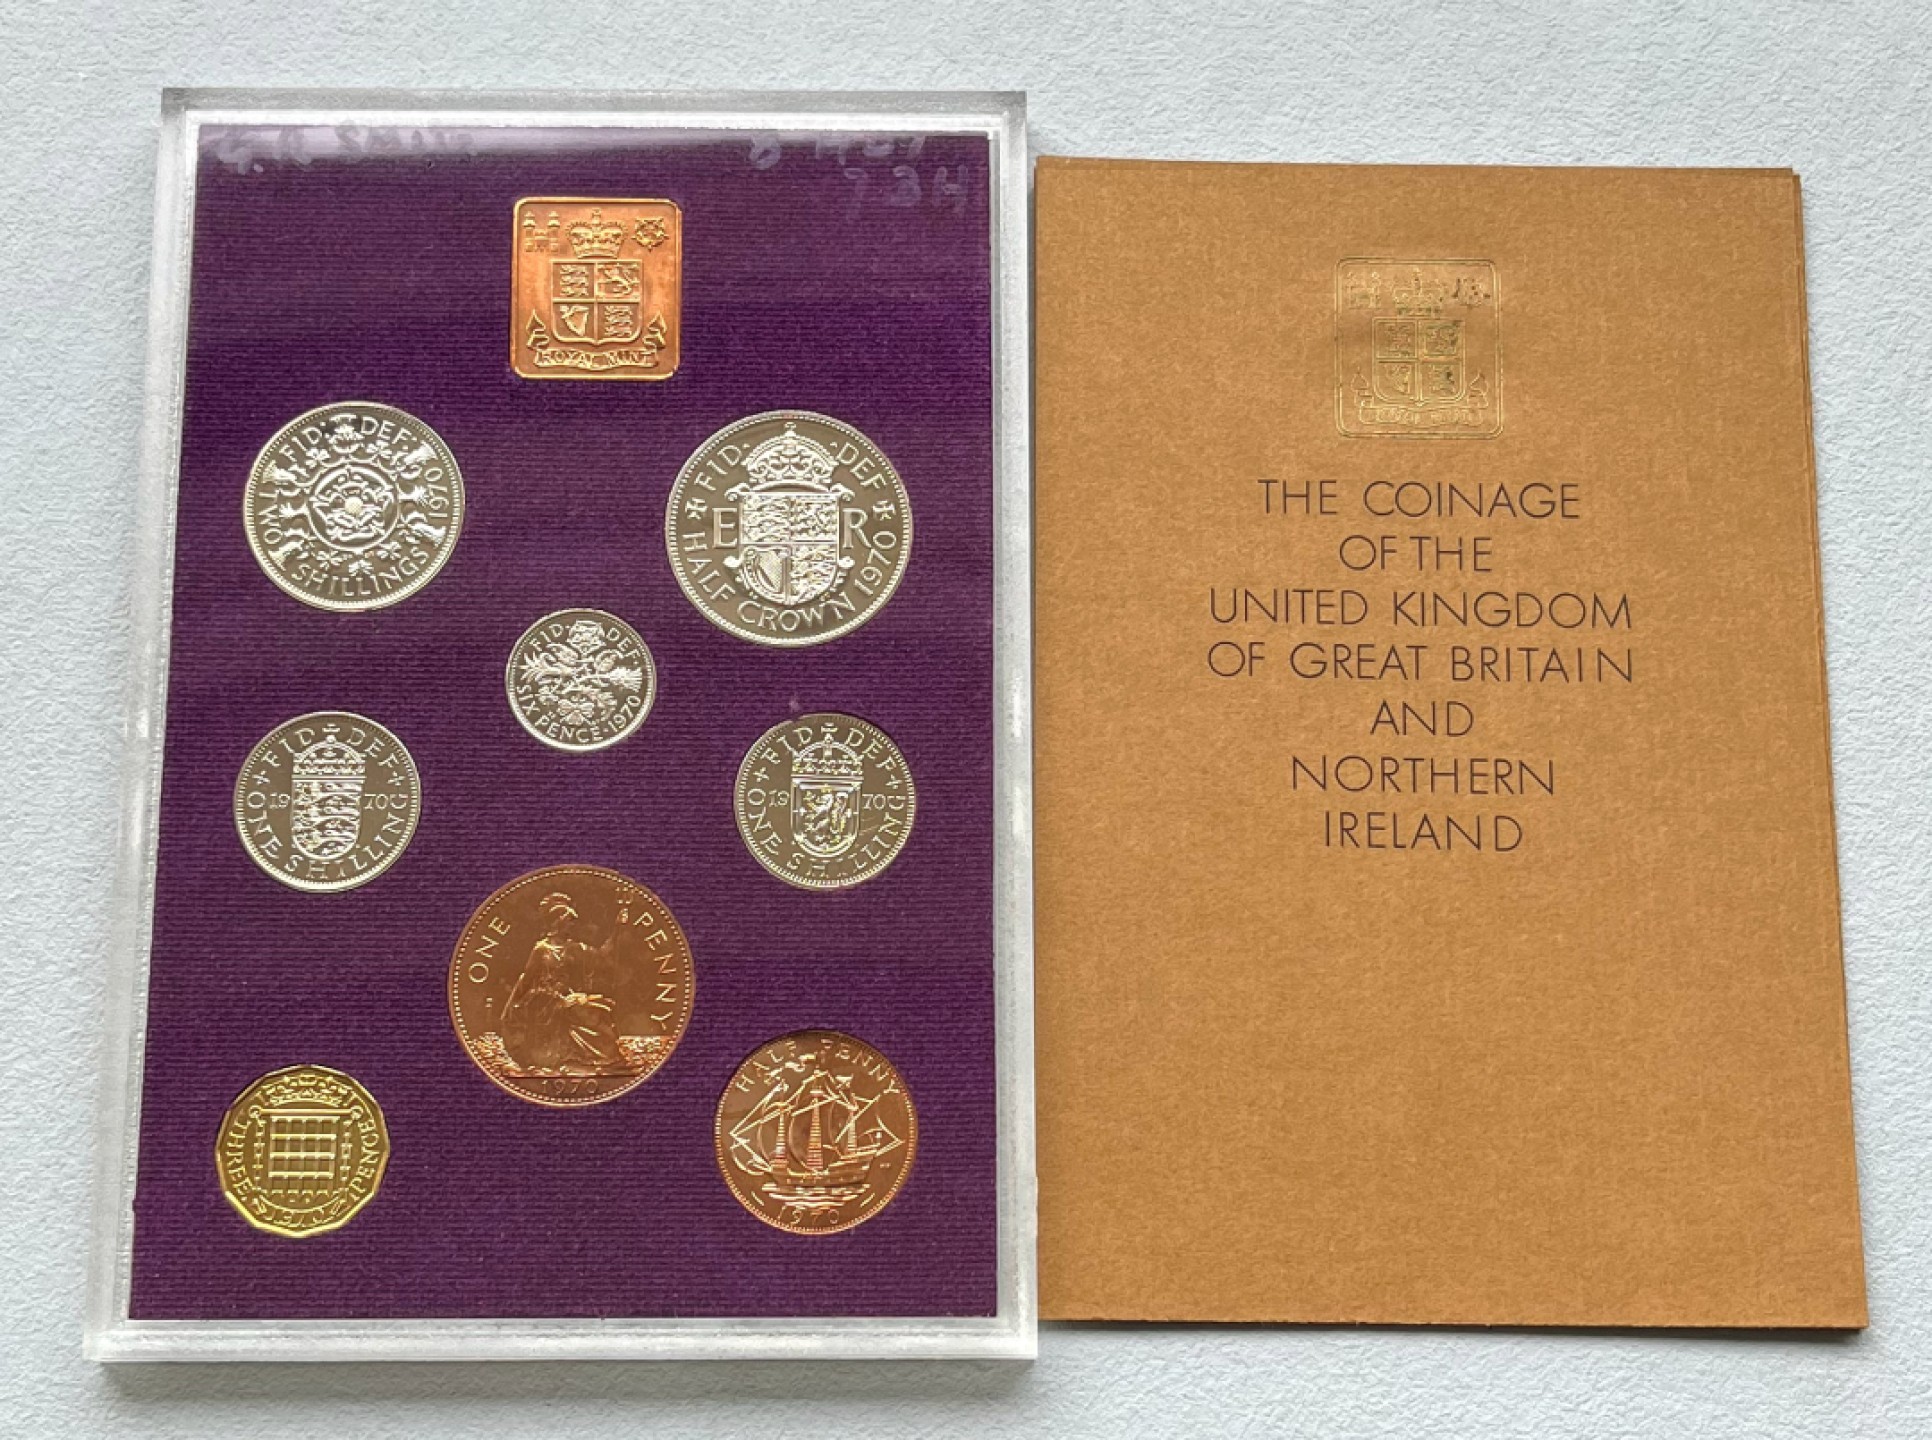 ROYAL MINT
FID DEF 1970
TWO SHILLINGS
FID DEF
E R
HALF CROWN 1970
FID DEF
SIX PENCE 1970
FID DEF
19 70
ONE SHILLING
FID DEF
19 70
ONE SHILLING
ONE PENNY
1970
THREE PENCE
1970
HALF PENNY
1970
THE COINAGE
OF THE
UNITED KINGDOM
OF GREAT BRITAIN
AND
NORTHERN
IRELAND